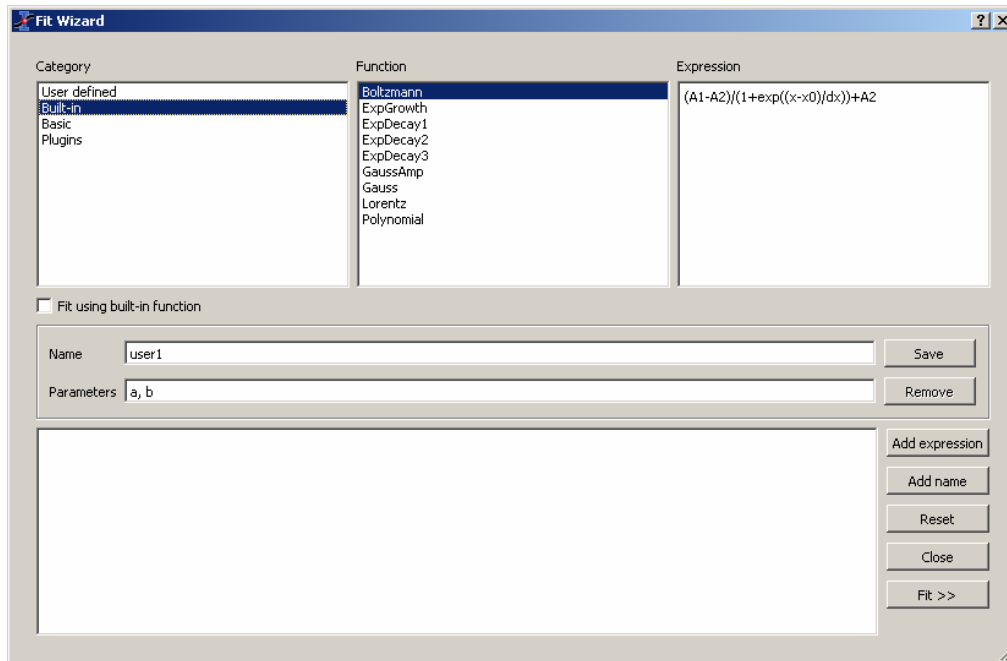 Fit Wizard
Category
Function
Expression
User defined
Built-in
Basic
Plugins
Boltzmann
ExpGrowth
ExpDecay1
ExpDecay2
ExpDecay3
GaussAmp
Gauss
Lorentz
Polynomial
(A1-A2)/(1+exp((x-x0)/dx))+A2
Fit using built-in function
Name user1 Save
Parameters a, b Remove
Add expression
Add name
Reset
Close
Fit >>